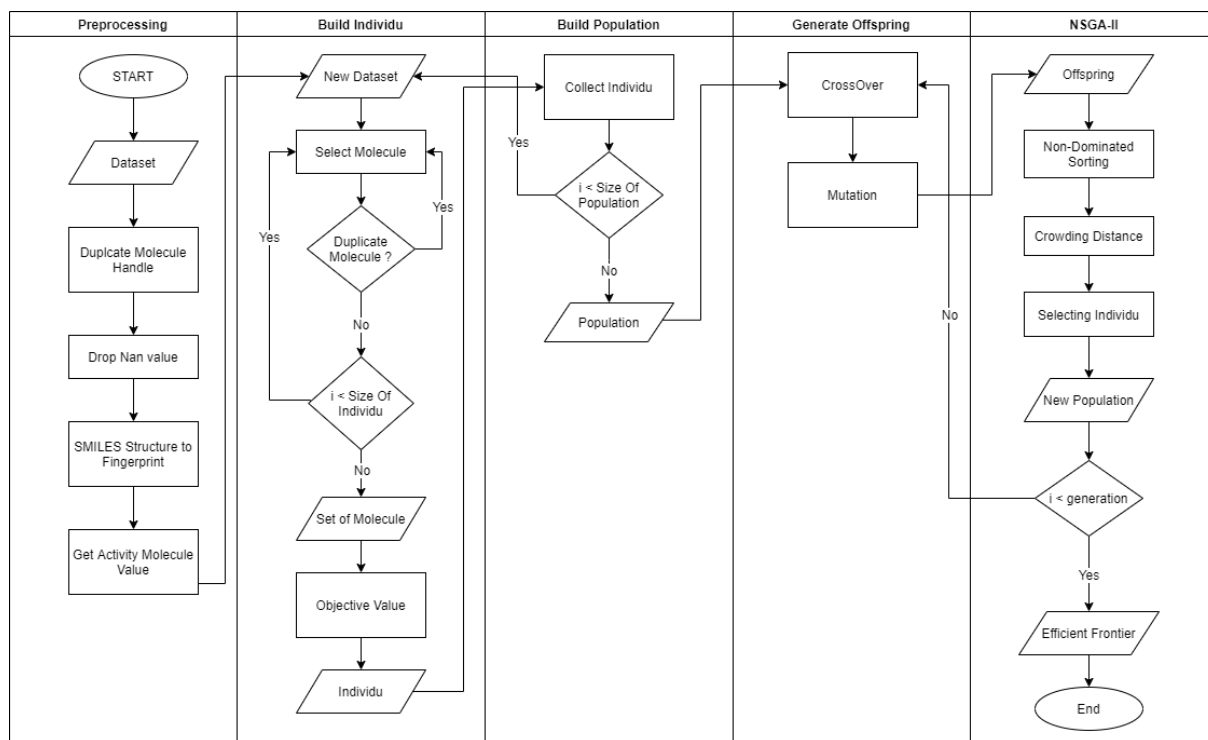 Preprocessing
Build Individu
Build Population
Generate Offspring
NSGA-II
START
Dataset
Duplcate Molecule
Handle
Drop Nan value
SMILES Structure to
Fingerprint
Get Activity Molecule
Value
New Dataset
Select Molecule
Yes
Yes
Duplicate
Molecule ?
No
i < Size Of
Individu
No
Set of Molecule
Objective Value
Individu
Collect Individu
Yes
i < Size Of
Population
No
Population
CrossOver
Mutation
No
Offspring
Non-Dominated
Sorting
Crowding Distance
Selecting Individu
New Population
i < generation
Yes
Efficient Frontier
End